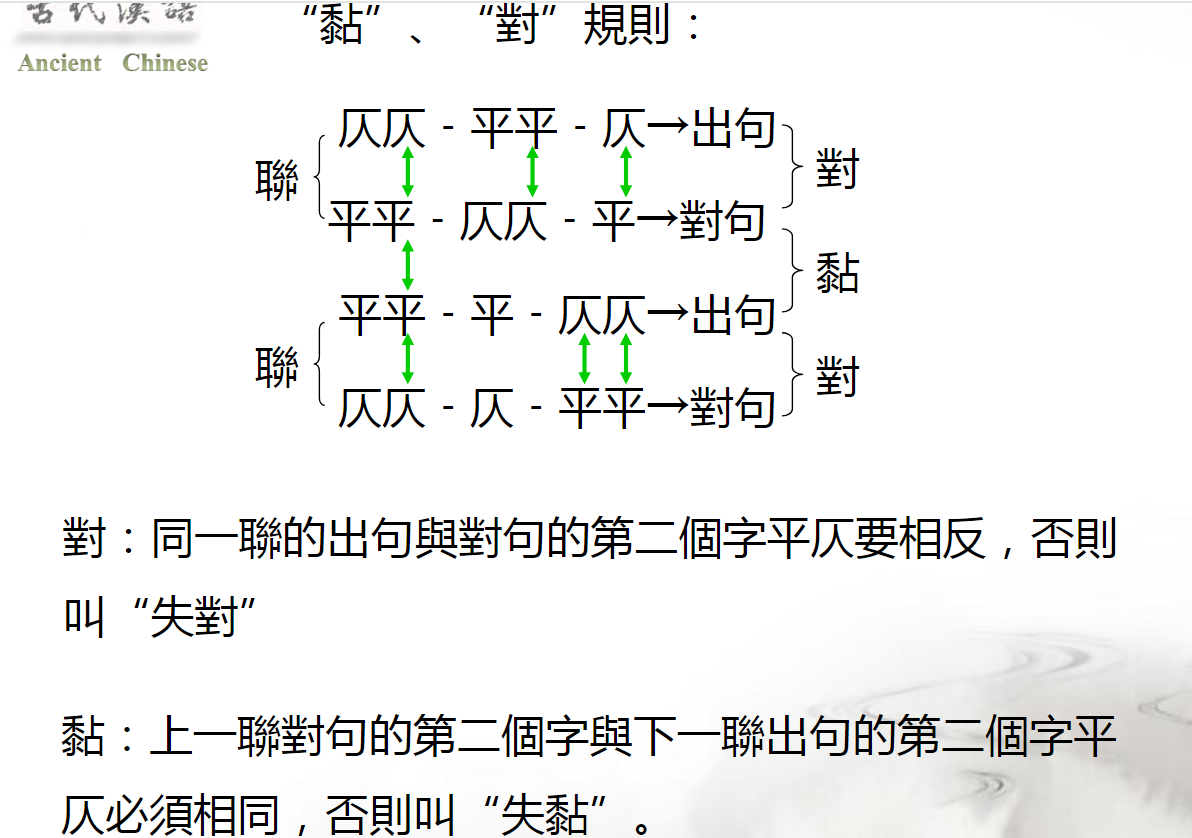 古代漢語
Ancient Chinese
“黏”、“對”規則：
仄仄 - 平平 - 仄→出句
聯
對
平平 - 仄仄 - 平→對句
黏
平平 - 平 - 仄仄→出句
聯
對
仄仄 - 仄 - 平平→對句
對：同一聯的出句與對句的第二個字平仄要相反，否則
叫“失對”
黏：上一聯對句的第二個字與下一聯出句的第二個字平
仄必須相同，否則叫“失黏”。